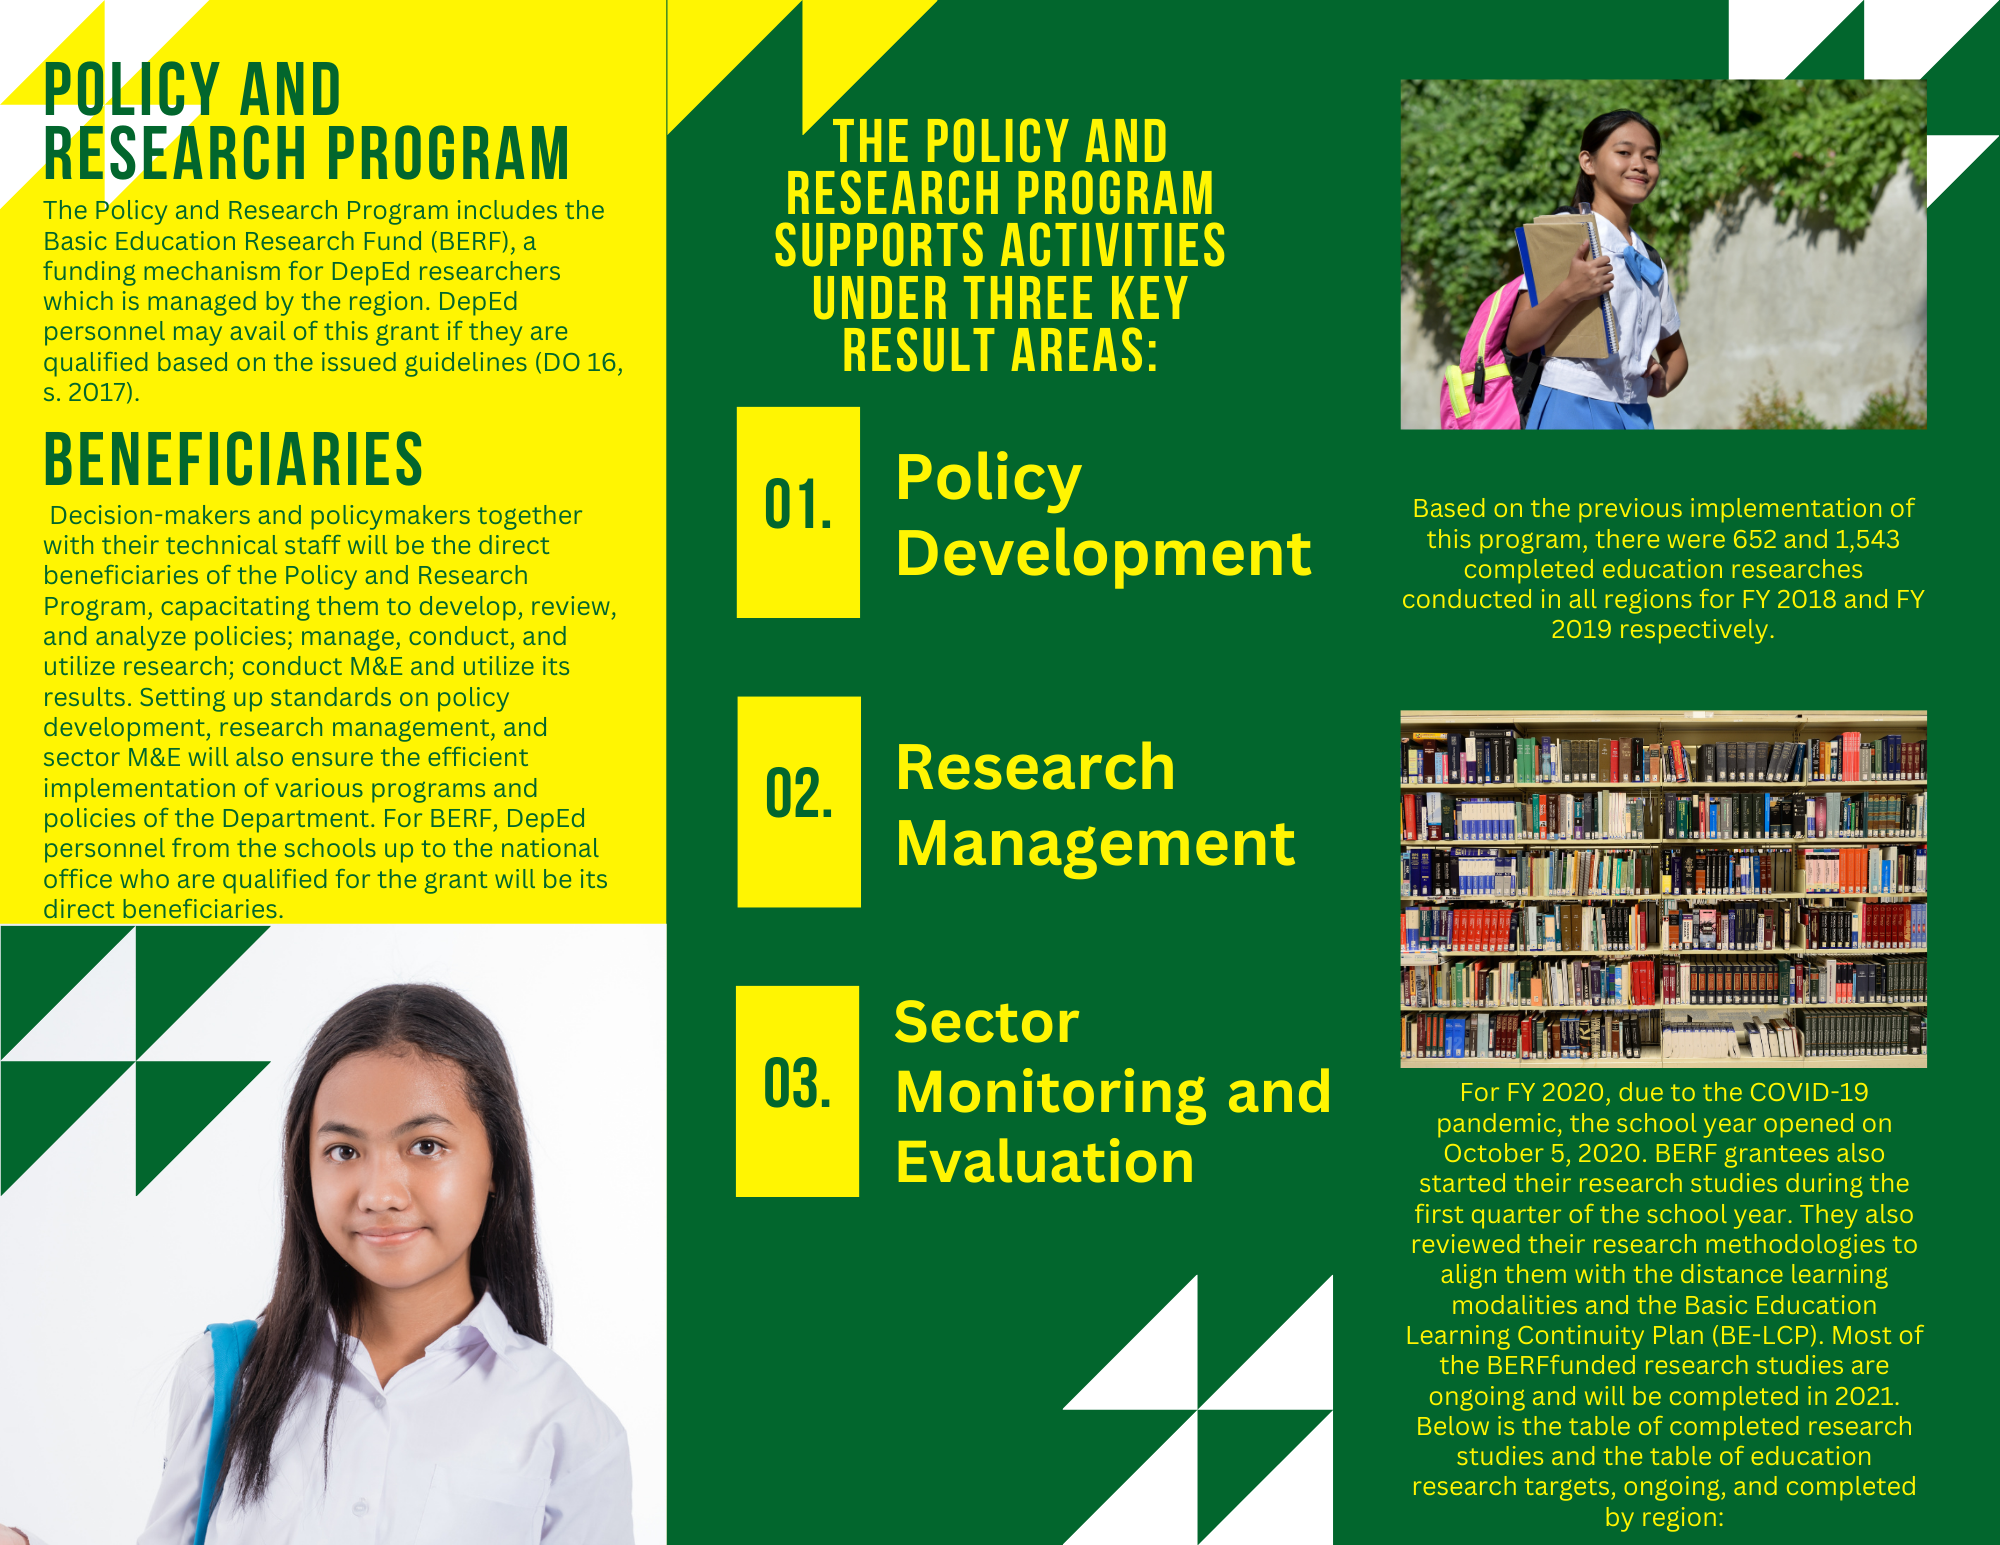 POLICY AND
RESEARCH PROGRAM
The Policy and Research Program includes the
Basic Education Research Fund (BERF), a
funding mechanism for DepEd researchers
which is managed by the region. DepEd
personnel may avail of this grant if they are
qualified based on the issued guidelines (DO 16,
s. 2017).
BENEFICIARIES
Decision-makers and policymakers together
with their technical staff will be the direct
beneficiaries of the Policy and Research
Program, capacitating them to develop, review,
and analyze policies; manage, conduct, and
utilize research; conduct M&E and utilize its
results. Setting up standards on policy
development, research management, and
sector M&E will also ensure the efficient
implementation of various programs and
policies of the Department. For BERF, DepEd
personnel from the schools up to the national
office who are qualified for the grant will be its
direct beneficiaries.
THE POLICY AND
RESEARCH PROGRAM
SUPPORTS ACTIVITIES
UNDER THREE KEY
RESULT AREAS:
01.
Policy
Development
02.
Research
Management
03.
Sector
Monitoring and
Evaluation
Based on the previous implementation of
this program, there were 652 and 1,543
completed education researches
conducted in all regions for FY 2018 and FY
2019 respectively.
For FY 2020, due to the COVID-19
pandemic, the school year opened on
October 5, 2020. BERF grantees also
started their research studies during the
first quarter of the school year. They also
reviewed their research methodologies to
align them with the distance learning
modalities and the Basic Education
Learning Continuity Plan (BE-LCP). Most of
the BERFfunded research studies are
ongoing and will be completed in 2021.
Below is the table of completed research
studies and the table of education
research targets, ongoing, and completed
by region: